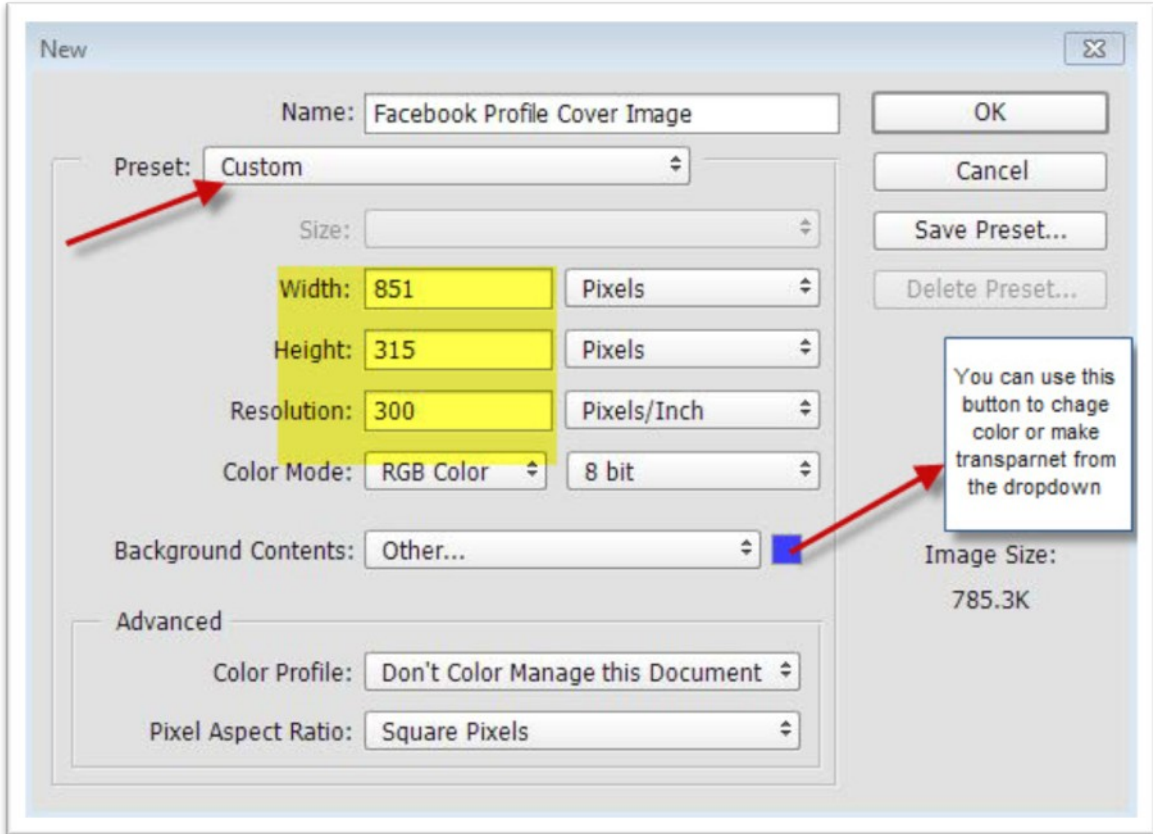 New
Name: Facebook Profile Cover Image
OK
Preset: Custom
Cancel
Size:
Save Preset...
Width: 851 Pixels
Delete Preset...
Height: 315 Pixels
Resolution: 300 Pixels/Inch
Color Mode: RGB Color 8 bit
You can use this
button to chage
color or make
transparnet from
the dropdown
Background Contents: Other...
Image Size:
785.3K
Advanced
Color Profile: Don't Color Manage this Document
Pixel Aspect Ratio: Square Pixels